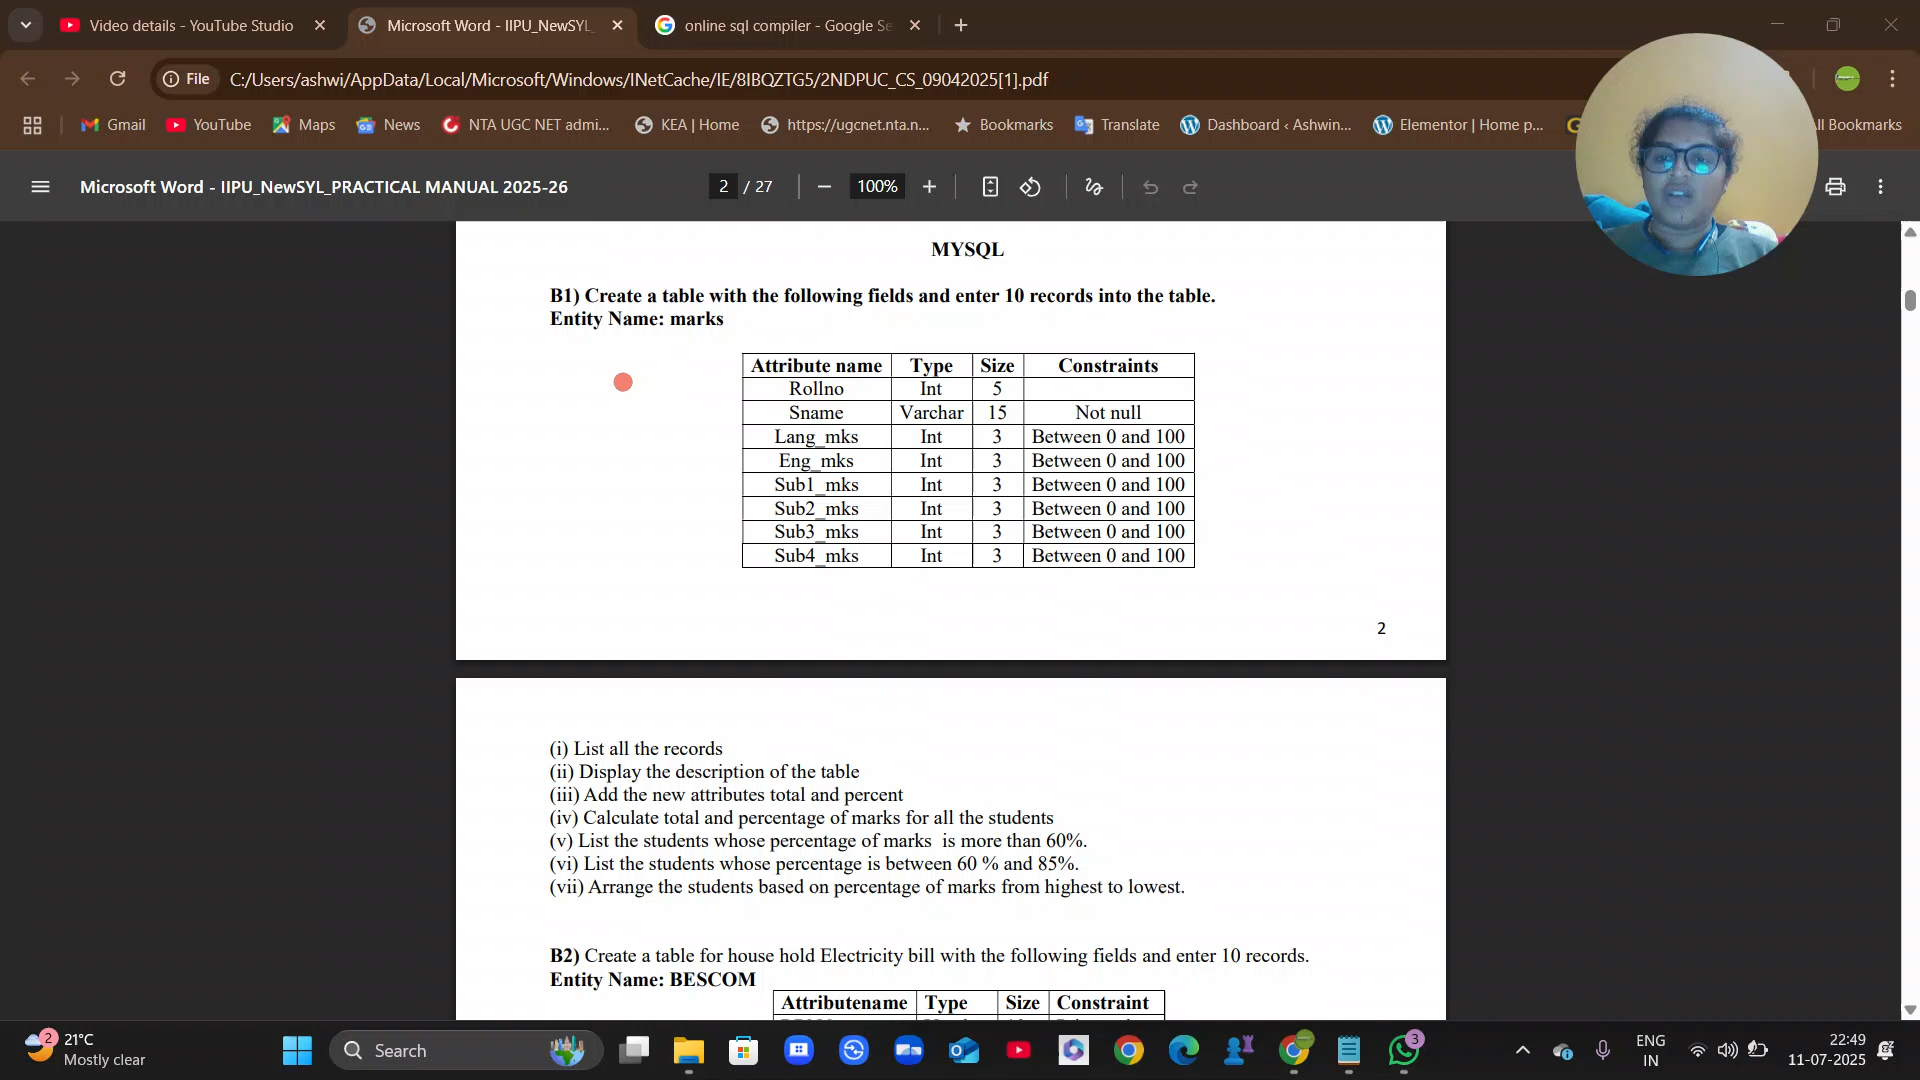 Video details - YouTube Studio
Microsoft Word - IIPU_NewSYL_
online sql compiler - Google Se
File
C:/Users/ashwi/AppData/Local/Microsoft/Windows/INetCache/IE/8IBQZTG5/2NDPUC_CS_09042025[1].pdf
Gmail
YouTube
Maps
News
NTA UGC NET admi...
KEA | Home
https://ugcnet.nta.n...
Bookmarks
Translate
Dashboard ‹ Ashwin...
Elementor | Home p...
ll Bookmarks
Microsoft Word - IIPU_NewSYL_PRACTICAL MANUAL 2025-26
2 / 27
100%
MYSQL
B1) Create a table with the following fields and enter 10 records into the table.
Entity Name: marks
Attribute name Type Size Constraints
Rollno Int 5
Sname Varchar 15 Not null
Lang_mks Int 3 Between 0 and 100
Eng_mks Int 3 Between 0 and 100
Sub1_mks Int 3 Between 0 and 100
Sub2_mks Int 3 Between 0 and 100
Sub3_mks Int 3 Between 0 and 100
Sub4_mks Int 3 Between 0 and 100
2
(i) List all the records
(ii) Display the description of the table
(iii) Add the new attributes total and percent
(iv) Calculate total and percentage of marks for all the students
(v) List the students whose percentage of marks is more than 60%.
(vi) List the students whose percentage is between 60 % and 85%.
(vii) Arrange the students based on percentage of marks from highest to lowest.
B2) Create a table for house hold Electricity bill with the following fields and enter 10 records.
Entity Name: BESCOM
Attributename Type Size Constraint
2
21°C
Mostly clear
Search
3
ENG
IN
22:49
11-07-2025